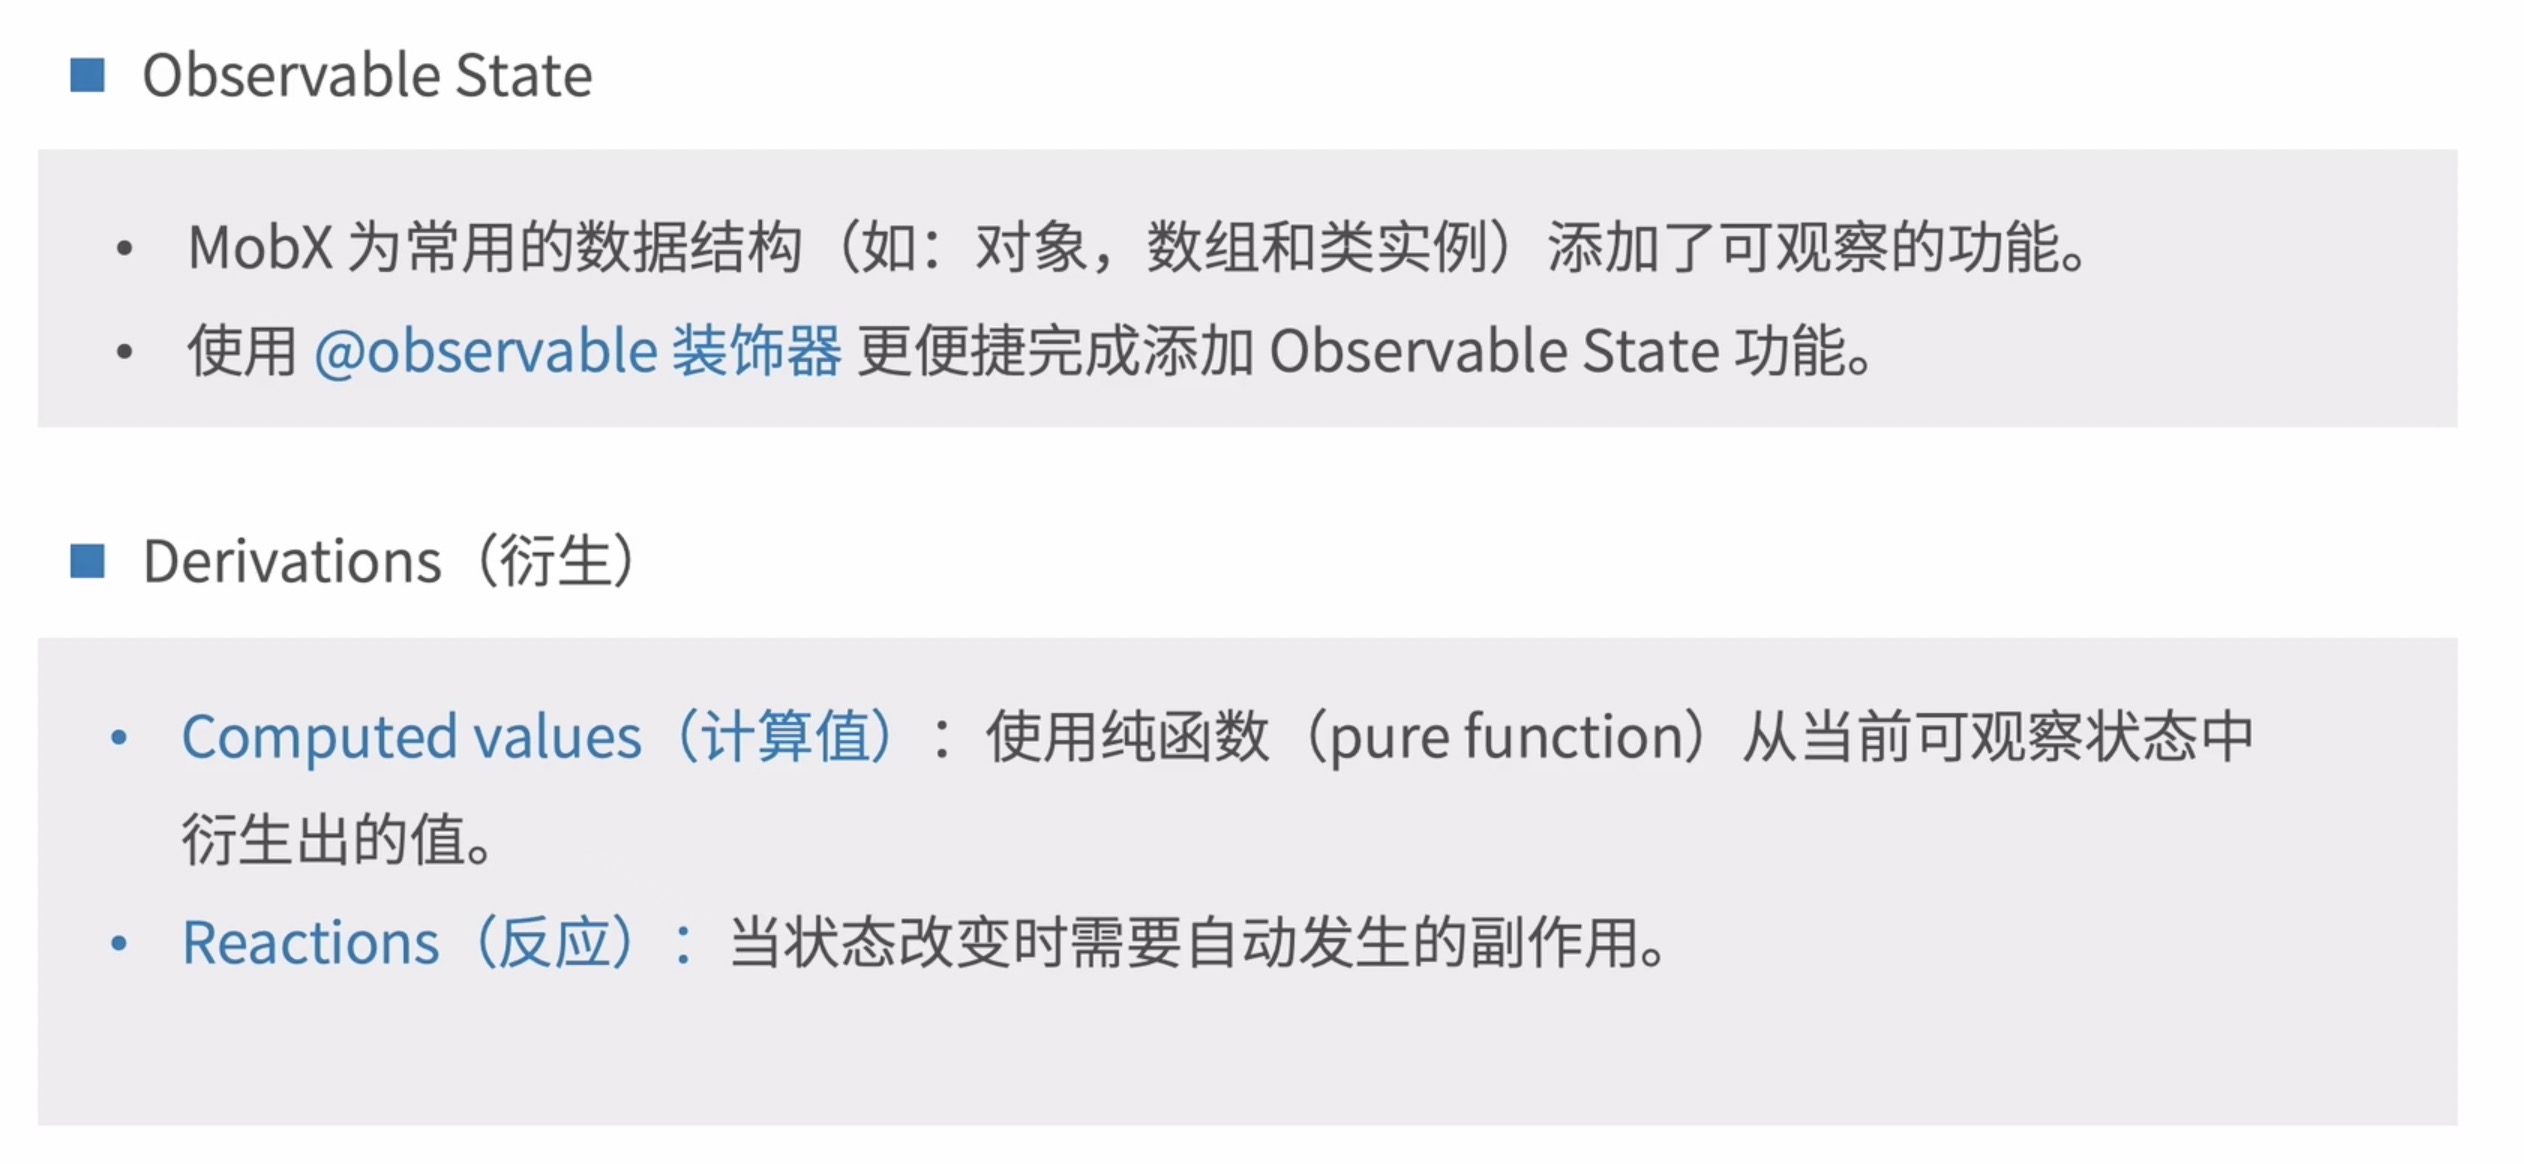 Observable State
• MobX 为常用的数据结构（如：对象，数组和类实例）添加了可观察的功能。
• 使用 @observable 装饰器 更便捷完成添加 Observable State 功能。
Derivations（衍生）
• Computed values（计算值）：使用纯函数（pure function）从当前可观察状态中
衍生出的值。
• Reactions（反应）：当状态改变时需要自动发生的副作用。